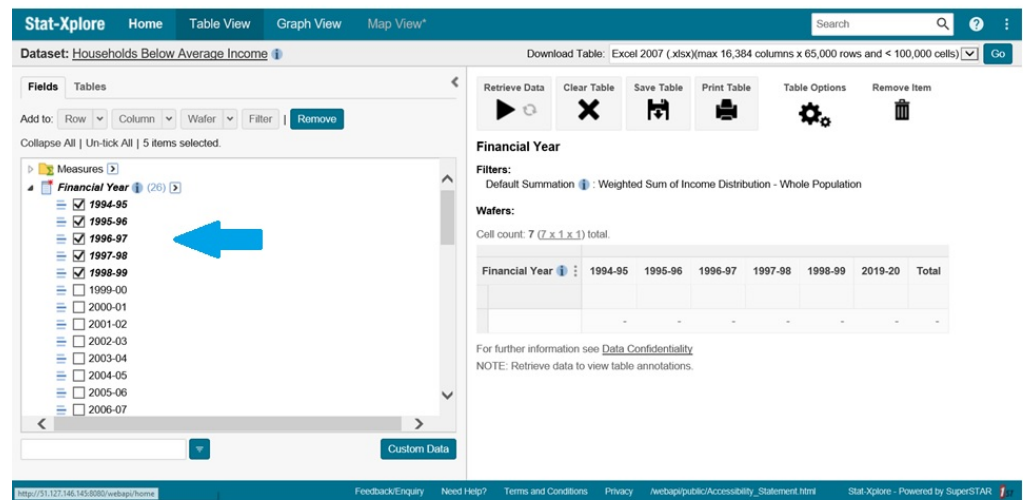 Stat-Xplore Home Table View Graph View Map View* Search
Dataset: Households Below Average Income Download Table: Excel 2007 (.xlsx)(max 16,384 columns x 65,000 rows and < 100,000 cells) Go
Fields Tables
Add to: Row Column Wafer Filter | Remove
Collapse All | Un-tick All | 5 items selected.
Measures
Financial Year (26)
1994-95
1995-96
1996-97
1997-98
1998-99
1999-00
2000-01
2001-02
2002-03
2003-04
2004-05
2005-06
2006-07
Custom Data
Retrieve Data Clear Table Save Table Print Table Table Options Remove Item
Financial Year
Filters:
Default Summation : Weighted Sum of Income Distribution - Whole Population
Wafers:
Cell count: 7 (7 x 1 x 1) total.
Financial Year 1994-95 1995-96 1996-97 1997-98 1998-99 2019-20 Total
- - - - - - -
For further information see Data Confidentiality
NOTE: Retrieve data to view table annotations.
http://51.127.146.145:8080/webapi/home Feedback/Enquiry Need Help? Terms and Conditions Privacy /webapi/public/Accessibility_Statement.html Stat-Xplore - Powered by SuperSTAR